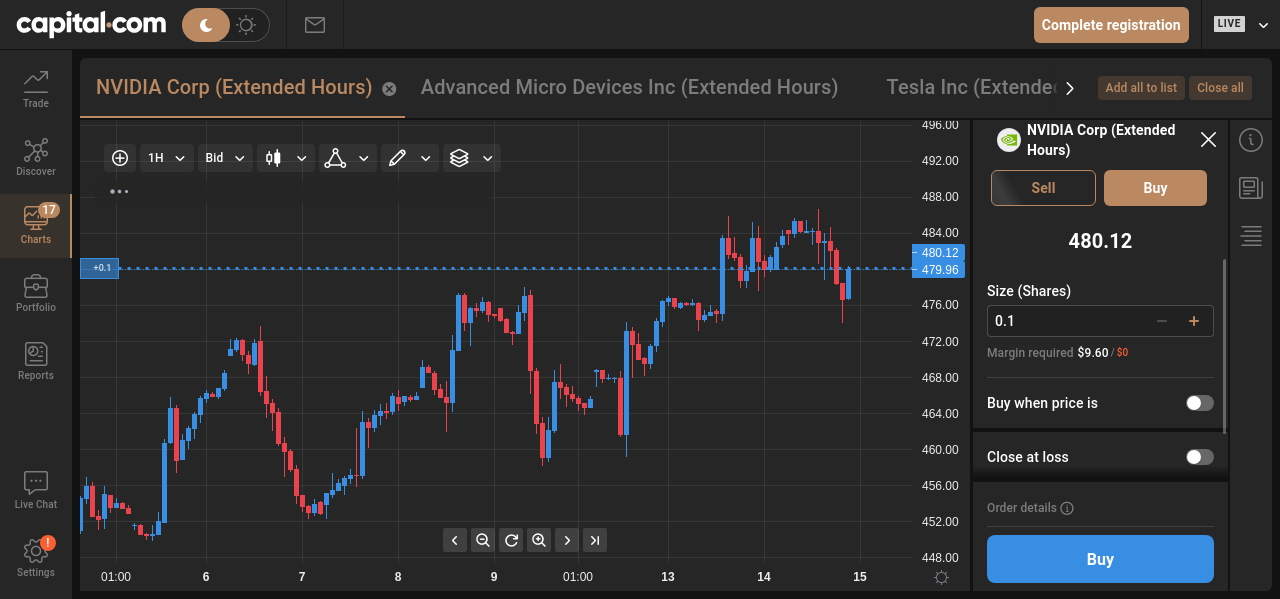 capital.com
Complete registration
LIVE
Trade
Discover
17
Charts
Portfolio
Reports
Live Chat
!
Settings
NVIDIA Corp (Extended Hours)
Advanced Micro Devices Inc (Extended Hours)
Tesla Inc (Extende
Add all to list
Close all
1H
Bid
+0.1
496.00
492.00
488.00
484.00
480.12
479.96
476.00
472.00
468.00
464.00
460.00
456.00
452.00
448.00
01:00 6 7 8 9 01:00 13 14 15
NVIDIA Corp (Extended
Hours)
Sell
Buy
480.12
Size (Shares)
0.1
Margin required $9.60 / $0
Buy when price is
Close at loss
Order details
Buy